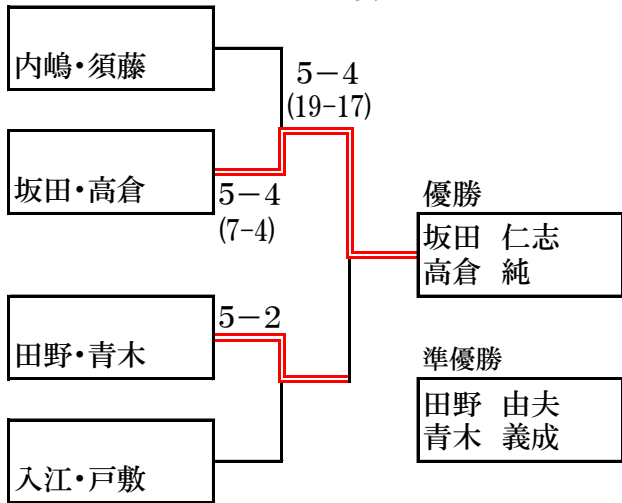 内嶋・須藤
5-4
(19-17)
坂田・高倉
5-4
(7-4)
優勝
坂田 仁志
高倉 純
5-2
田野・青木
準優勝
田野 由夫
青木 義成
入江・戸敷